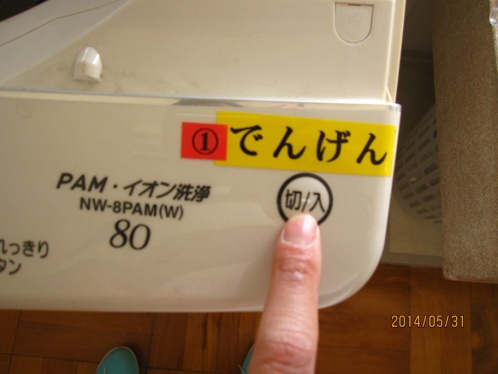 ①でんげん
PAM・イオン洗浄
NW-8PAM(W)
80
切/入
れっきり
タン
2014/05/31